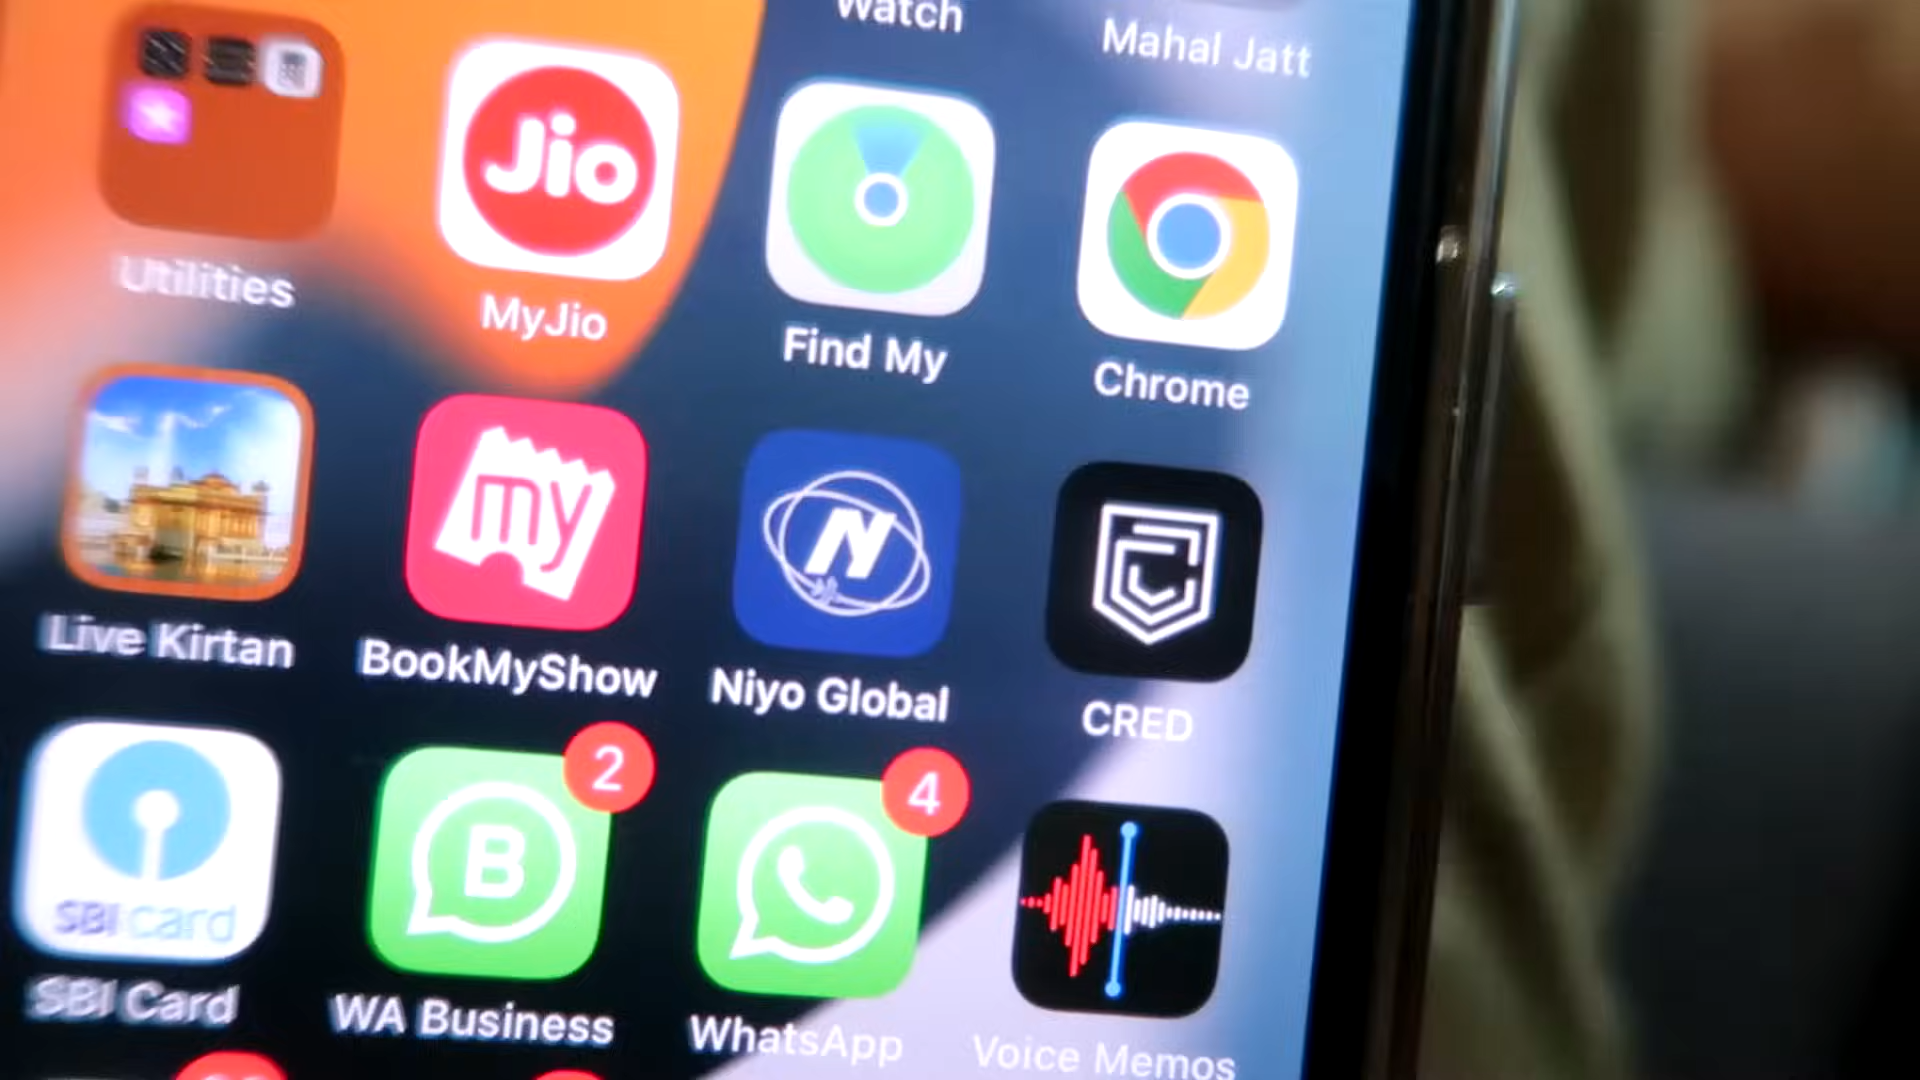 Watch
Mahal Jatt
Jio
Utilities
MyJio
Find My
Chrome
my
N
Live Kirtan
BookMyShow
Niyo Global
CRED
2
4
B
SBI card
SBI Card
WA Business
WhatsApp
Voice Memos